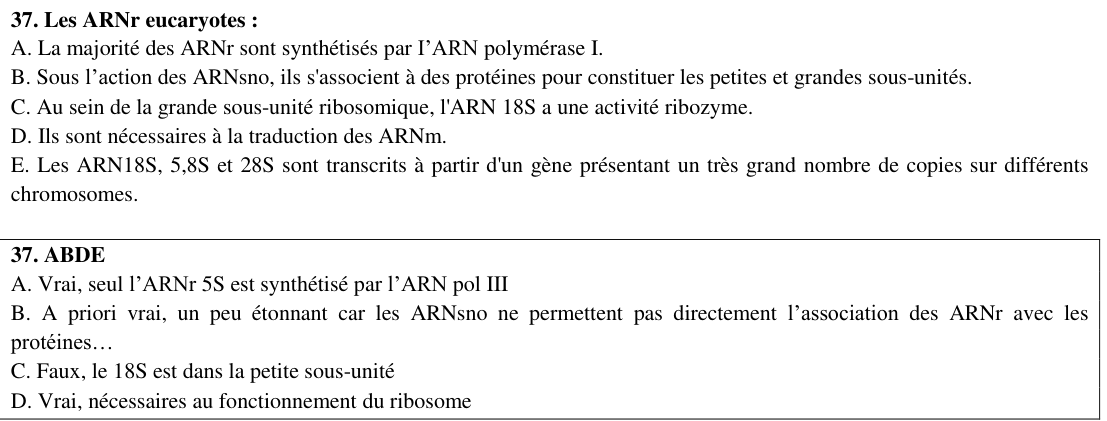 37. Les ARNr eucaryotes :
A. La majorité des ARNr sont synthétisés par I’ARN polymérase I.
B. Sous l’action des ARNsno, ils s'associent à des protéines pour constituer les petites et grandes sous-unités.
C. Au sein de la grande sous-unité ribosomique, l'ARN 18S a une activité ribozyme.
D. Ils sont nécessaires à la traduction des ARNm.
E. Les ARN18S, 5,8S et 28S sont transcrits à partir d'un gène présentant un très grand nombre de copies sur différents
chromosomes.
37. ABDE
A. Vrai, seul l’ARNr 5S est synthétisé par l’ARN pol III
B. A priori vrai, un peu étonnant car les ARNsno ne permettent pas directement l’association des ARNr avec les
protéines…
C. Faux, le 18S est dans la petite sous-unité
D. Vrai, nécessaires au fonctionnement du ribosome